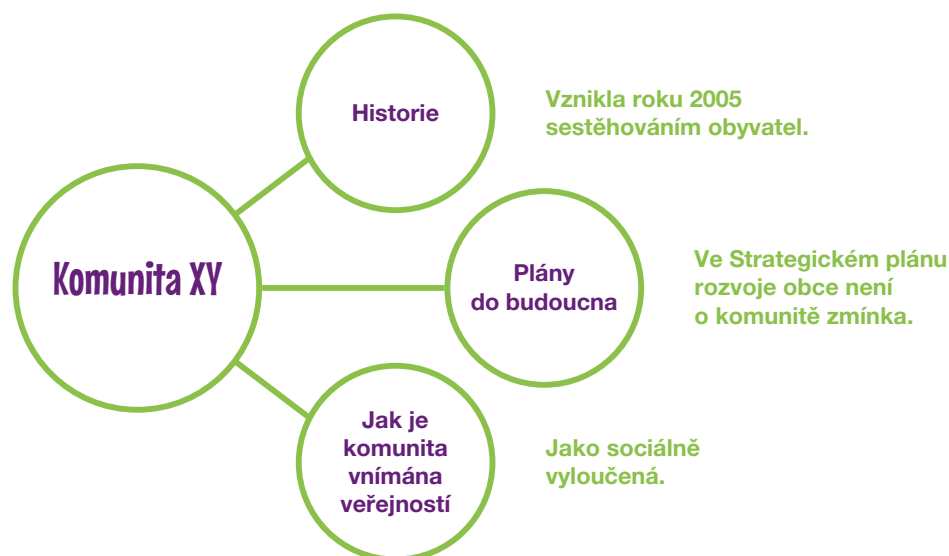 Historie
Vznikla roku 2005
sestěhováním obyvatel.
Komunita XY
Plány
do budoucna
Ve Strategickém plánu
rozvoje obce není
o komunitě zmínka.
Jak je
komunita
vnímána
veřejností
Jako sociálně
vyloučená.